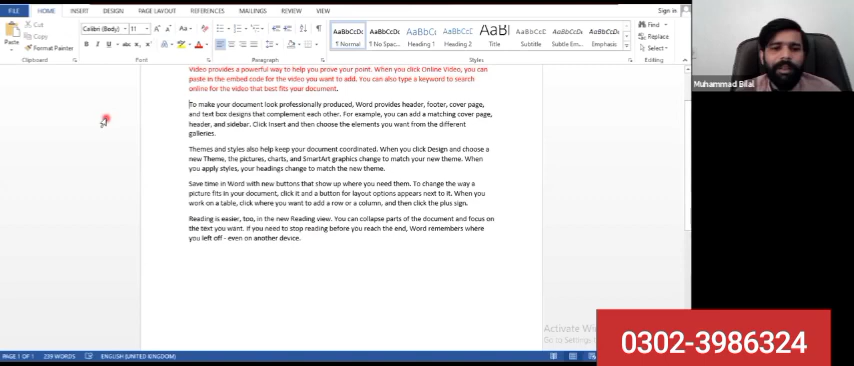 FILE HOME INSERT DESIGN PAGE LAYOUT REFERENCES MAILINGS REVIEW VIEW Sign in
Cut
Copy
Paste
Format Painter
Calibri (Body) 11
Clipboard Font Paragraph Styles Editing
AaBbCcDc AaBbCcDc AaBbCc AaBbCcD AaBl AaBbCcD AaBbCcDc AaBbCcDc
¶ Normal ¶ No Spac... Heading 1 Heading 2 Title Subtitle Subtle Em... Emphasis
Find
Replace
Select
Video provides a powerful way to help you prove your point. When you click Online Video, you can
paste in the embed code for the video you want to add. You can also type a keyword to search
online for the video that best fits your document.
To make your document look professionally produced, Word provides header, footer, cover page,
and text box designs that complement each other. For example, you can add a matching cover page,
header, and sidebar. Click Insert and then choose the elements you want from the different
galleries.
Themes and styles also help keep your document coordinated. When you click Design and choose a
new Theme, the pictures, charts, and SmartArt graphics change to match your new theme. When
you apply styles, your headings change to match the new theme.
Save time in Word with new buttons that show up where you need them. To change the way a
picture fits in your document, click it and a button for layout options appears next to it. When you
work on a table, click where you want to add a row or a column, and then click the plus sign.
Reading is easier, too, in the new Reading view. You can collapse parts of the document and focus on
the text you want. If you need to stop reading before you reach the end, Word remembers where
you left off - even on another device.
Muhammad Bilal
Activate Wi
Go to Settings
0302-3986324
PAGE 1 OF 1 239 WORDS ENGLISH (UNITED KINGDOM)